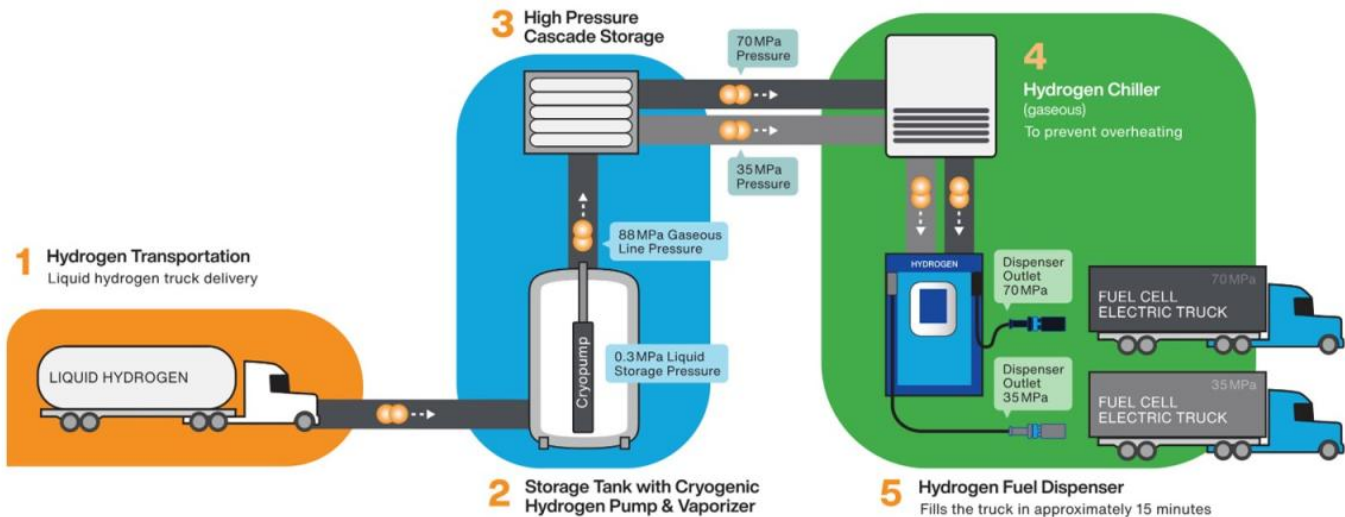 1 Hydrogen Transportation
Liquid hydrogen truck delivery
LIQUID HYDROGEN
2 Storage Tank with Cryogenic
Hydrogen Pump & Vaporizer
Cryopump
0.3 MPa Liquid
Storage Pressure
88 MPa Gaseous
Line Pressure
3 High Pressure
Cascade Storage
70 MPa
Pressure
35 MPa
Pressure
4
Hydrogen Chiller
(gaseous)
To prevent overheating
HYDROGEN
Dispenser
Outlet
70 MPa
70 MPa
FUEL CELL
ELECTRIC TRUCK
Dispenser
Outlet
35 MPa
35 MPa
FUEL CELL
ELECTRIC TRUCK
5 Hydrogen Fuel Dispenser
Fills the truck in approximately 15 minutes